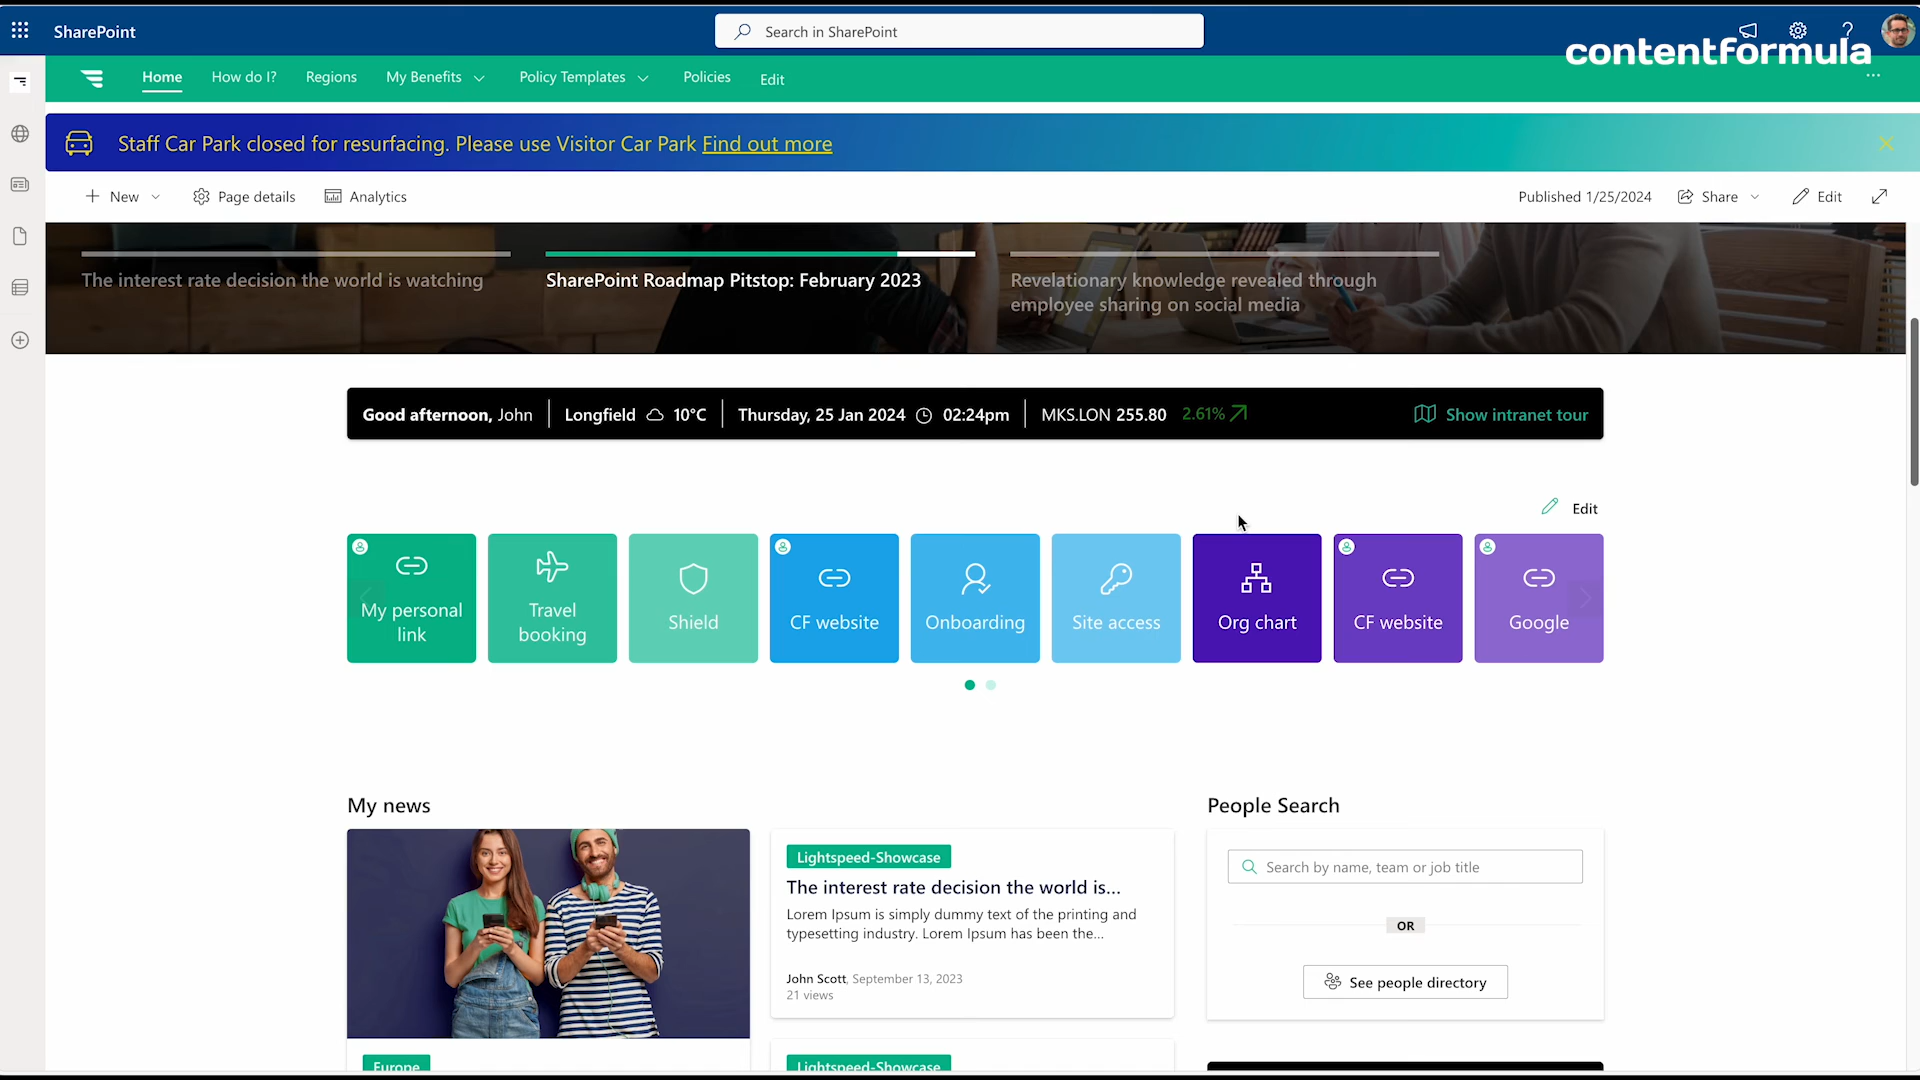 SharePoint
Search in SharePoint
?
contentformula
Home
How do I?
Regions
My Benefits
Policy Templates
Policies
Edit
...
Staff Car Park closed for resurfacing. Please use Visitor Car Park Find out more
New
Page details
Analytics
Published 1/25/2024
Share
Edit
The interest rate decision the world is watching
SharePoint Roadmap Pitstop: February 2023
Revelationary knowledge revealed through
employee sharing on social media
Good afternoon, John
Longfield
10°C
Thursday, 25 Jan 2024
02:24pm
MKS.LON 255.80
2.61%
Show intranet tour
Edit
My personal
link
Travel
booking
Shield
CF website
Onboarding
Site access
Org chart
CF website
Google
My news
People Search
Lightspeed-Showcase
The interest rate decision the world is...
Lorem Ipsum is simply dummy text of the printing and
typesetting industry. Lorem Ipsum has been the...
John Scott, September 13, 2023
21 views
Search by name, team or job title
OR
See people directory
Europe
Lightspeed-Showcase